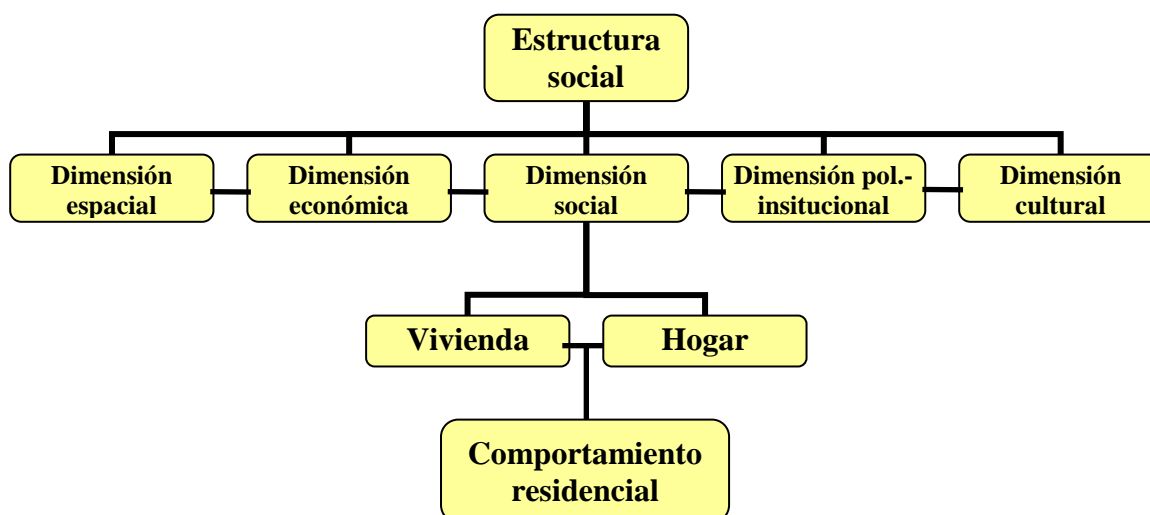 Estructura
social
Dimensión
espacial
Dimensión
económica
Dimensión
social
Dimensión pol.-
insitucional
Dimensión
cultural
Vivienda
Hogar
Comportamiento
residencial